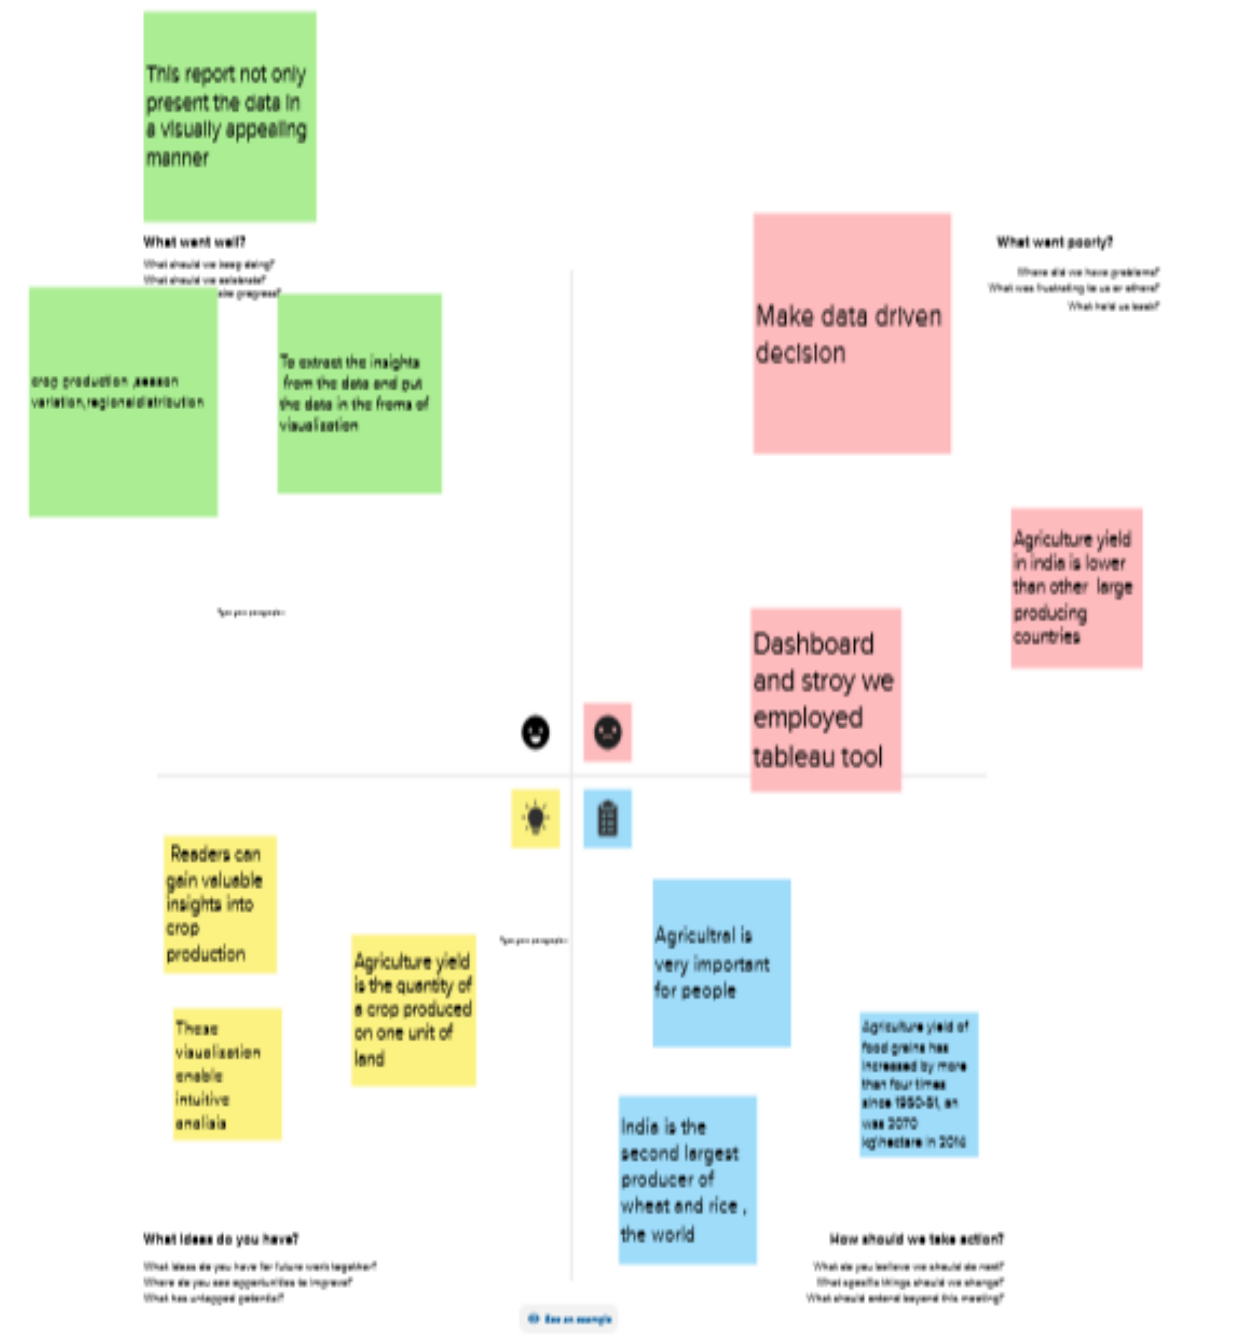 This report not only
present the data in
a visually appealing
manner
What went well?
What should we keep doing?
What should we celebrate?
progress?
crop production ,season
variation,regionaldistribution
To extract the insights
from the data and put
the data in the froms of
visualisation
Type your paragraph...
What went poorly?
Where did we have problems?
What was frustrating to us or others?
What held us back?
Make data driven
decision
Agriculture yield
in india is lower
than other large
producing
countries
Dashboard
and stroy we
employed
tableau tool
Readers can
gain valuable
insights into
crop
production
Agriculture yield
is the quantity of
a crop produced
on one unit of
land
These
visualisation
enable
intuitive
analisis
Type your paragraph...
What ideas do you have?
What ideas do you have for future work together?
Where do you see opportunities to improve?
What has untapped potential?
Agricultral is
very important
for people
Agriculture yield of
food grains has
increased by more
than four times
since 1950-51, an
was 2070
kg/hectare in 2014
India is the
second largest
producer of
wheat and rice ,
the world
How should we take action?
What do you believe we should do next?
What specific things should we change?
What should extend beyond this meeting?
See an example